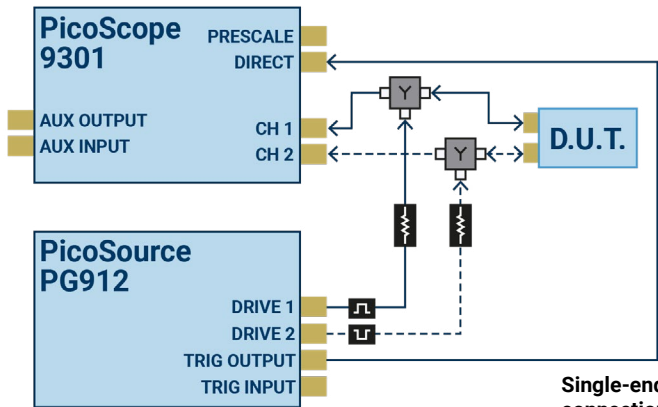 PicoScope
9301
PRESCALE
DIRECT
AUX OUTPUT
AUX INPUT
CH 1
CH 2
Y
Y
D.U.T.
PicoSource
PG912
DRIVE 1
DRIVE 2
TRIG OUTPUT
TRIG INPUT